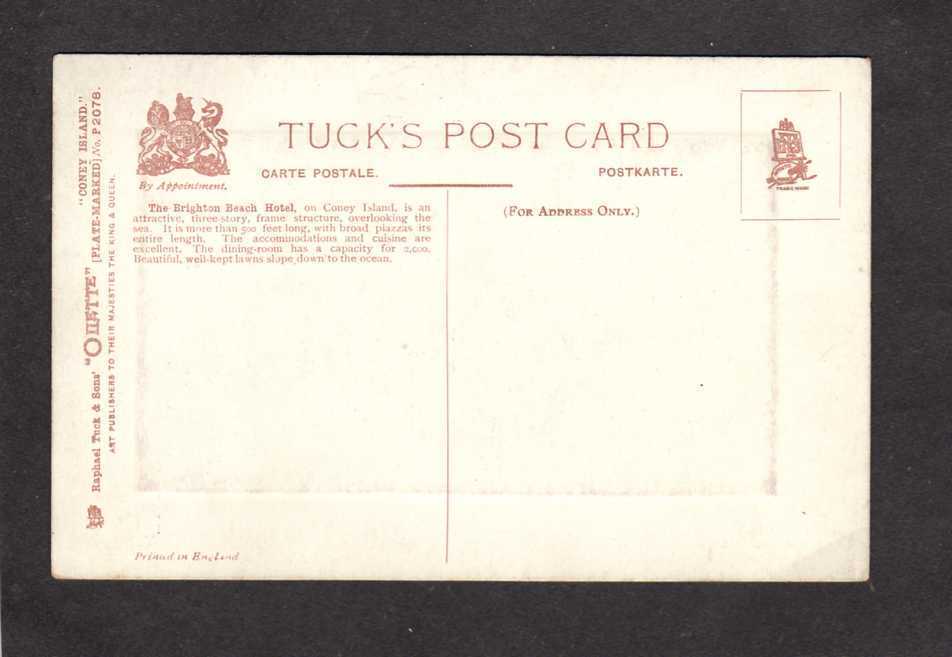 TUCK'S POST CARD
CARTE POSTALE.
POSTKARTE.
By Appointment.
(FOR ADDRESS ONLY.)
The Brighton Beach Hotel, on Coney Island, is an
attractive, three-story, frame structure, overlooking the
sea. It is more than 500 feet long, with broad piazzas its
entire length. The accommodations and cuisine are
excellent. The dining-room has a capacity for 2,000.
Beautiful, well-kept lawns slope down to the ocean.
Printed in England
"CONEY ISLAND."
Raphael Tuck & Sons' "OILETTE" [PLATE-MARKED] No. P2078.
ART PUBLISHERS TO THEIR MAJESTIES THE KING & QUEEN.
TRADE MARK